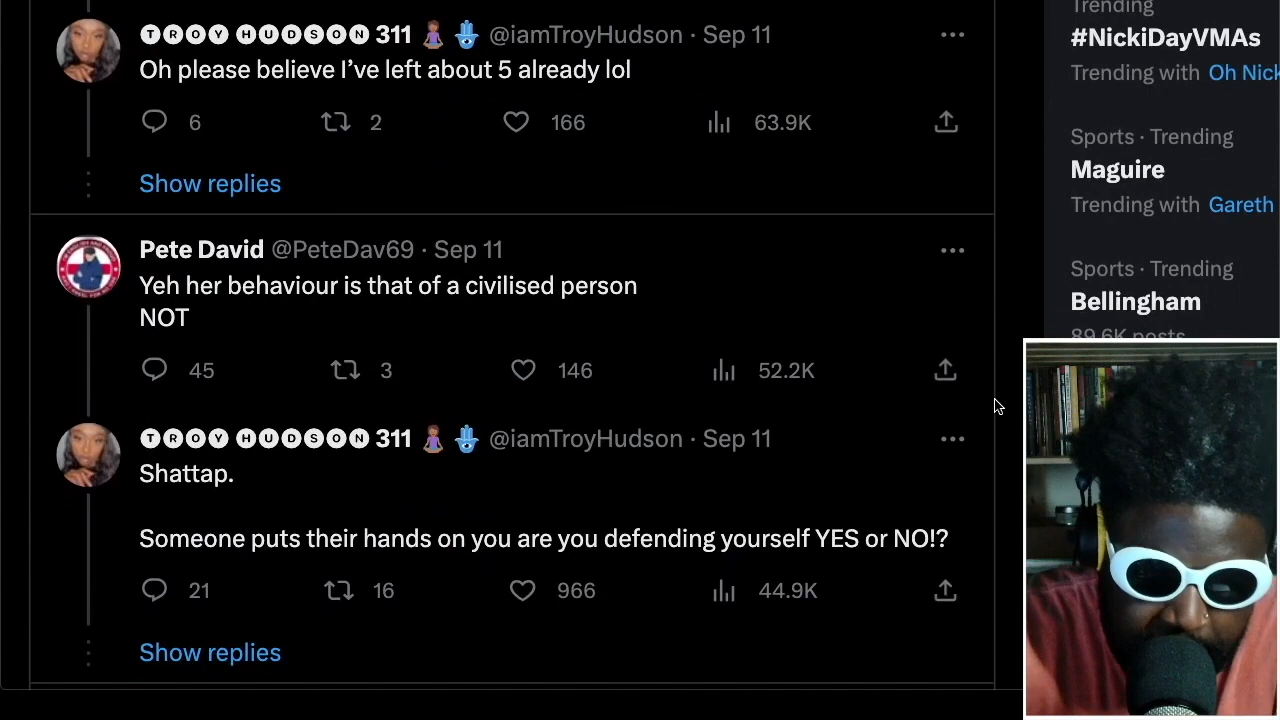 Trending
ⓉⓇⓄⓎ ⒽⓊⒹⓈⓄⓃ 311 🧘🏽‍♀️ 🪬 @iamTroyHudson · Sep 11
Oh please believe I’ve left about 5 already lol
6 2 166 63.9K
Show replies
#NickiDayVMAs
Trending with Oh Nick
Sports · Trending
Maguire
Trending with Gareth
Pete David @PeteDav69 · Sep 11
Yeh her behaviour is that of a civilised person
NOT
45 3 146 52.2K
Sports · Trending
Bellingham
89.6K posts
ⓉⓇⓄⓎ ⒽⓊⒹⓈⓄⓃ 311 🧘🏽‍♀️ 🪬 @iamTroyHudson · Sep 11
Shattap.
Someone puts their hands on you are you defending yourself YES or NO!?
21 16 966 44.9K
Show replies